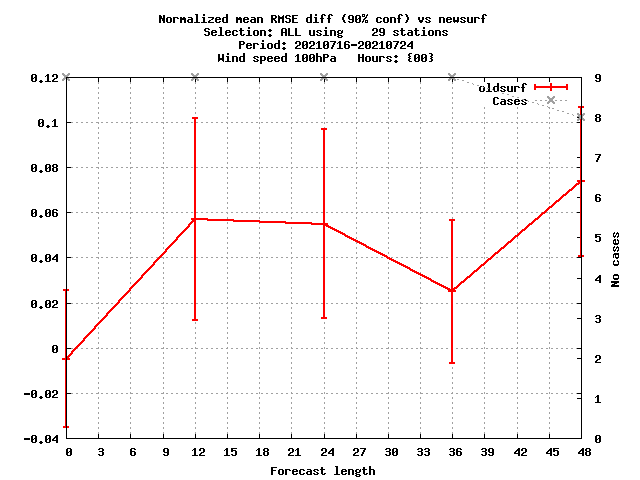 Normalized mean RMSE diff (90% conf) vs newsurf
Selection: ALL using    29 stations
Period: 20210716-20210724
Wind speed 100hPa   Hours: {00}
oldsurf
Cases
0.12
0.1
0.08
0.06
0.04
0.02
0
-0.02
-0.04
9
8
7
6
5
4
3
2
1
0
No cases
0 3 6 9 12 15 18 21 24 27 30 33 36 39 42 45 48
Forecast length